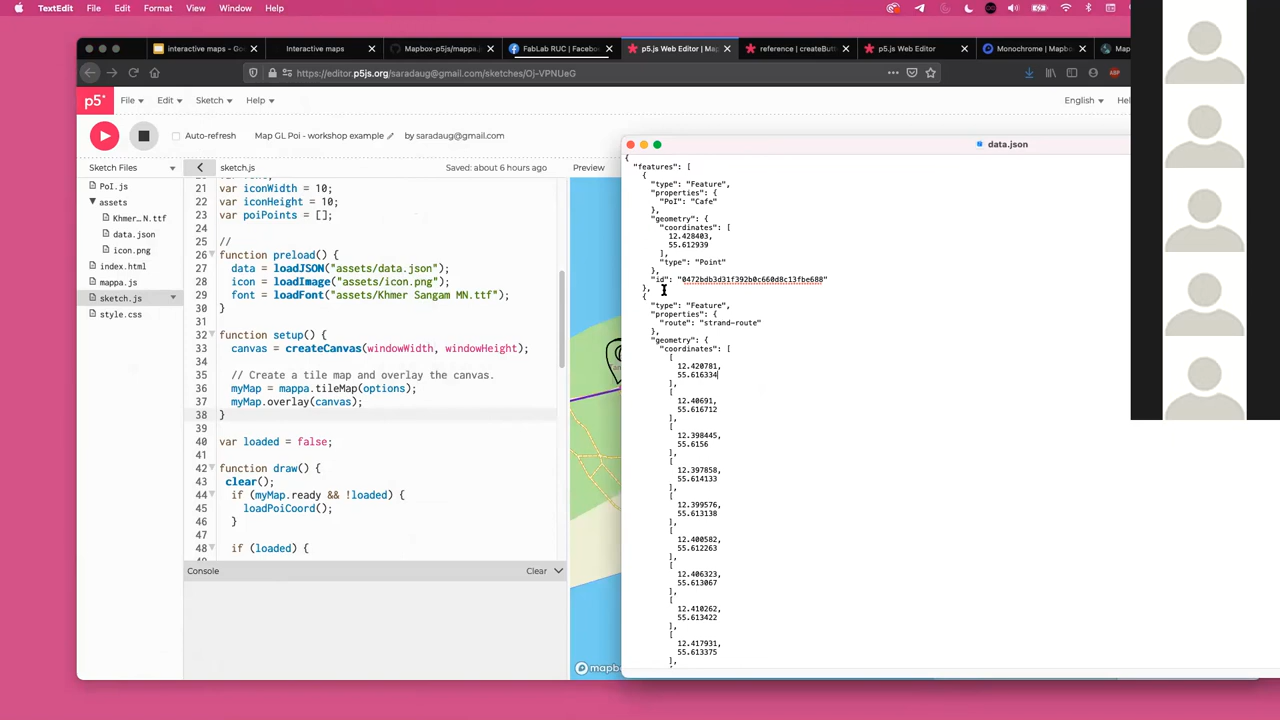 TextEdit File Edit Format View Window Help
interactive maps - Go
Interactive maps
Mapbox-p5js/mappa.j
FabLab RUC | Faceboo
p5.js Web Editor | Ma
reference | createButt
p5.js Web Editor
Monochrome | Mapbo
Map
https://editor.p5js.org/saradaug@gmail.com/sketches/Oj-VPNUeG
ABP
p5*
File Edit Sketch Help
English
Hel
Auto-refresh
Map GL Poi - workshop example
by saradaug@gmail.com
Sketch Files
sketch.js
Saved: about 6 hours ago
Preview
PoI.js
assets
Khmer...N.ttf
data.json
icon.png
index.html
mappa.js
sketch.js
style.css
21 var iconWidth = 10;
22 var iconHeight = 10;
23 var poiPoints = [];
24
25 //
26 function preload() {
27 data = loadJSON("assets/data.json");
28 icon = loadImage("assets/icon.png");
29 font = loadFont("assets/Khmer Sangam MN.ttf");
30 }
31
32 function setup() {
33 canvas = createCanvas(windowWidth, windowHeight);
34
35 // Create a tile map and overlay the canvas.
36 myMap = mappa.tileMap(options);
37 myMap.overlay(canvas);
38 }
39
40 var loaded = false;
41
42 function draw() {
43 clear();
44 if (myMap.ready && !loaded) {
45 loadPoiCoord();
46 }
47
48 if (loaded) {
Console
Clear
mapbo
data.json
{
"features": [
{
"type": "Feature",
"properties": {
"PoI": "Cafe"
},
"geometry": {
"coordinates": [
12.428403,
55.612939
],
"type": "Point"
},
"id": "0472bdb3d31f392b0c660d8c13fbe688"
},
{
"type": "Feature",
"properties": {
"route": "strand-route"
},
"geometry": {
"coordinates": [
[
12.420781,
55.616334
],
[
12.40691,
55.616712
],
[
12.398445,
55.6156
],
[
12.397858,
55.614133
],
[
12.399576,
55.613138
],
[
12.400582,
55.612263
],
[
12.406323,
55.613067
],
[
12.410262,
55.613422
],
[
12.417931,
55.613375
],